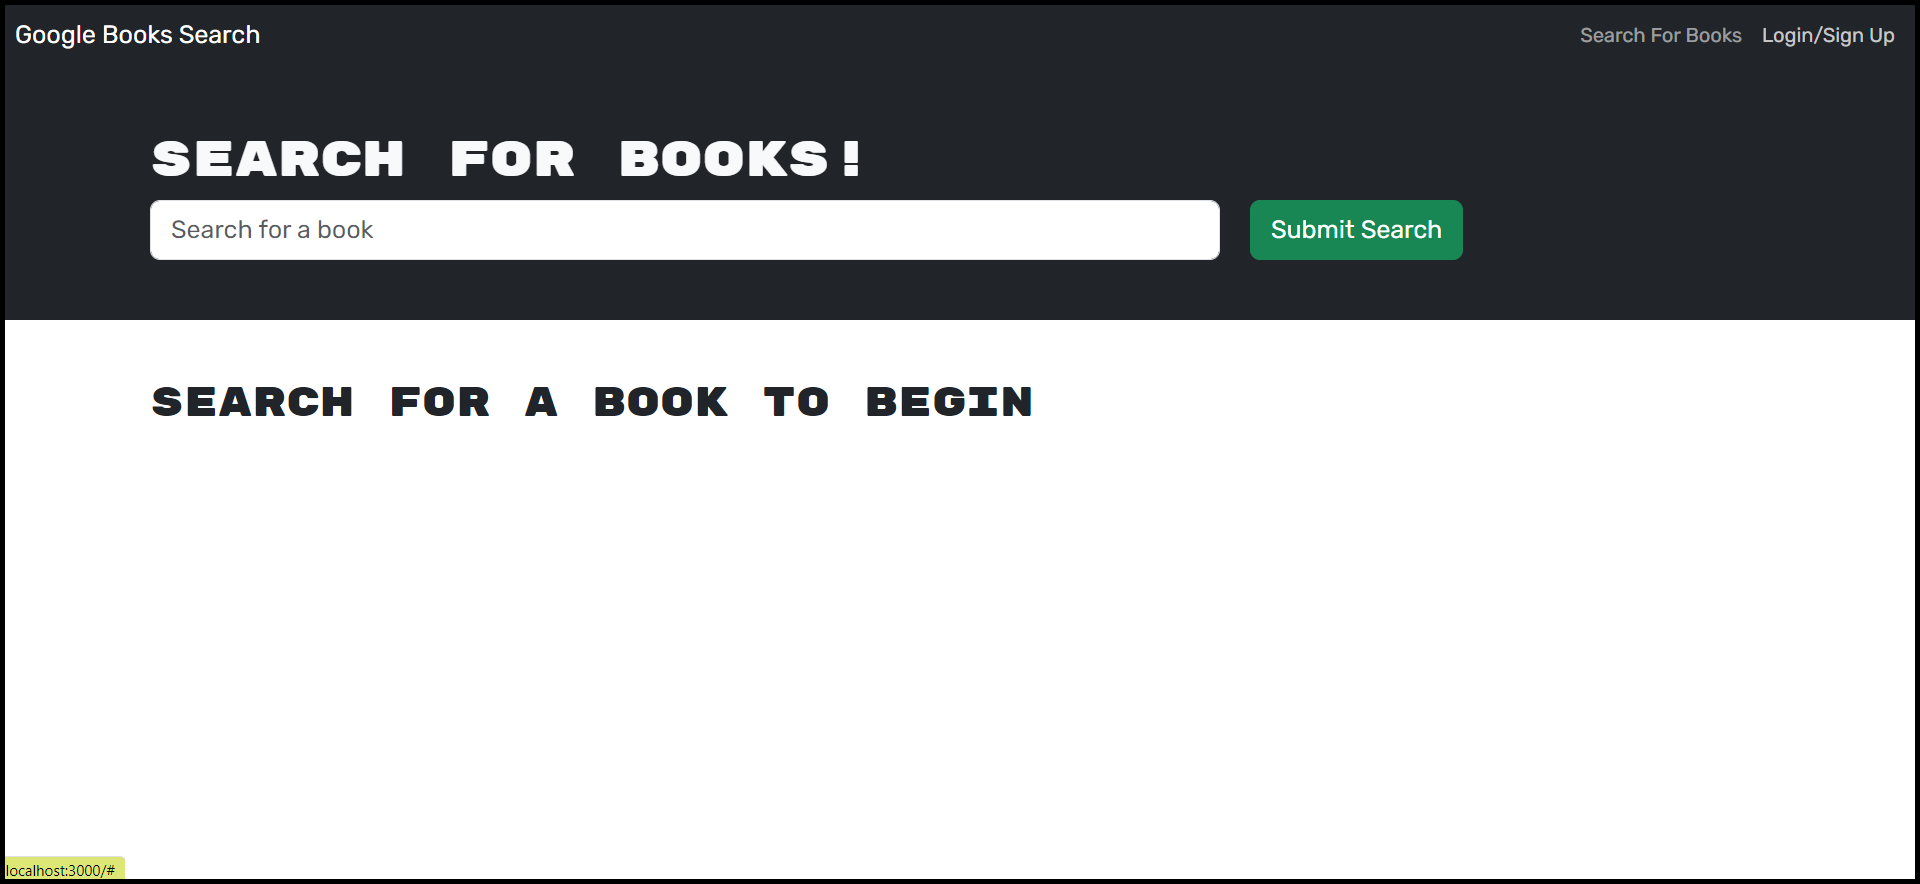 Google Books Search
Search For Books
Login/Sign Up
SEARCH FOR BOOKS!
Search for a book
Submit Search
SEARCH FOR A BOOK TO BEGIN
localhost:3000/#